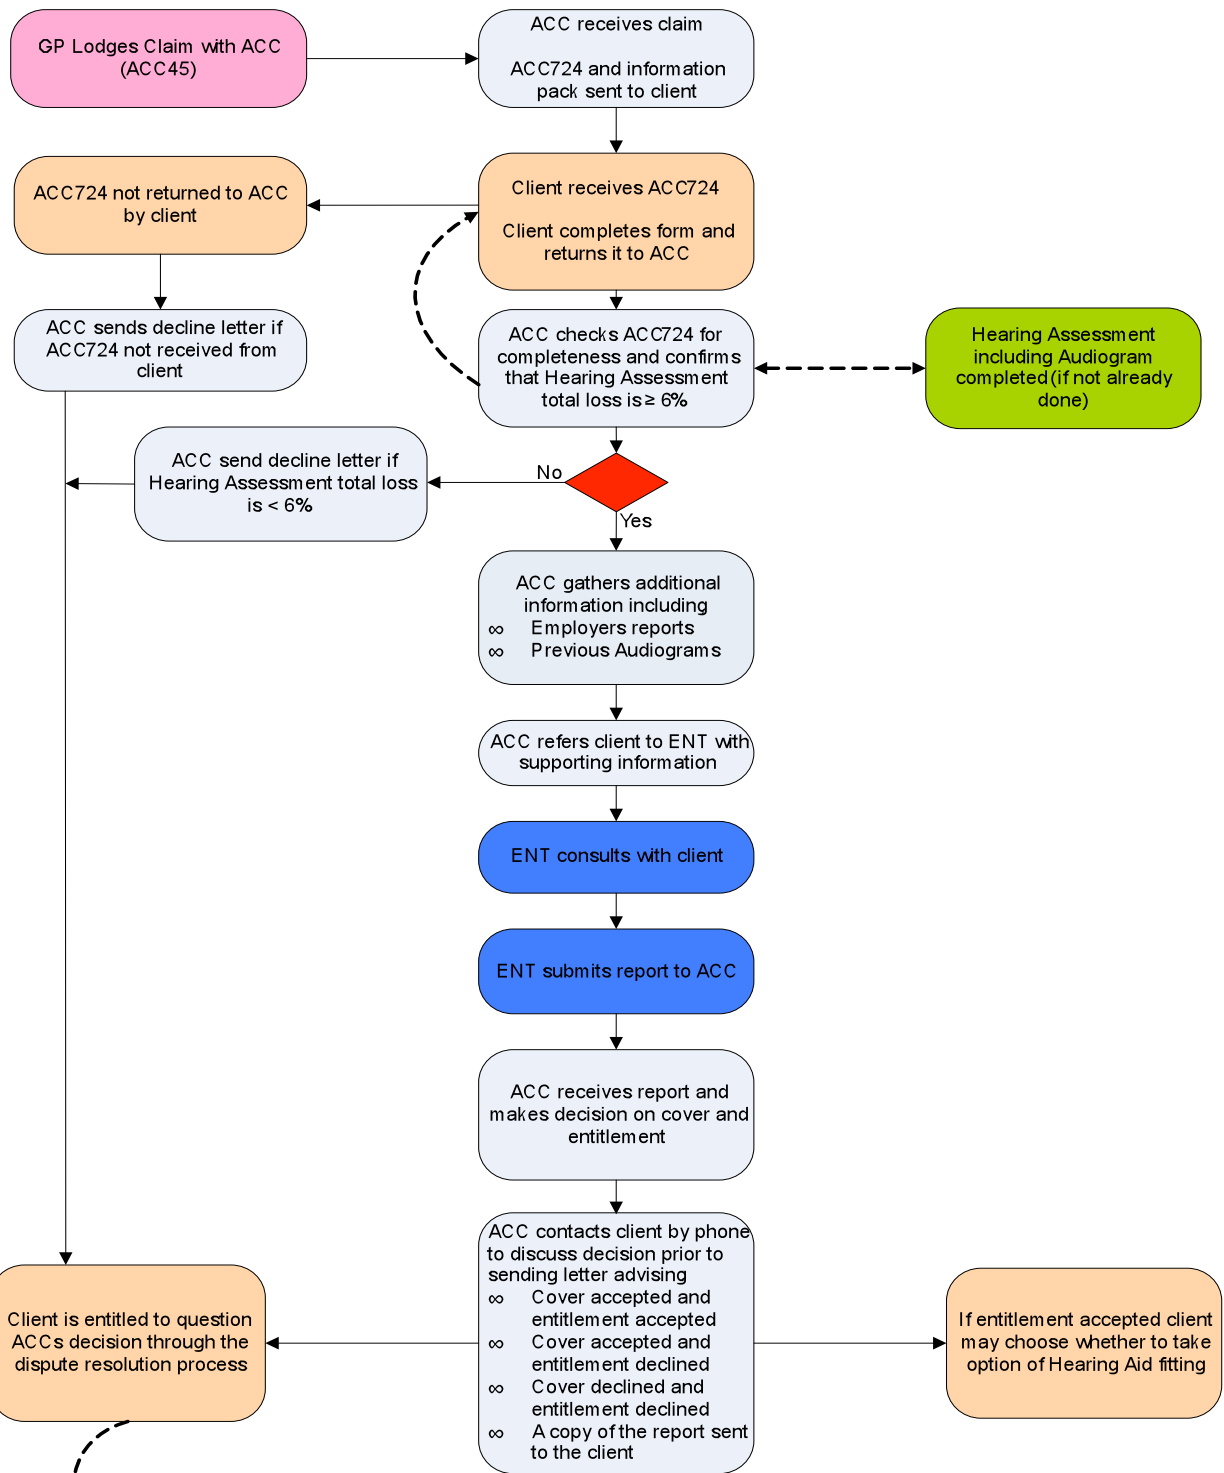 GP Lodges Claim with ACC
(ACC45)
ACC receives claim
ACC724 and information
pack sent to client
ACC724 not returned to ACC
by client
Client receives ACC724
Client completes form and
returns it to ACC
ACC sends decline letter if
ACC724 not received from
client
ACC checks ACC724 for
completeness and confirms
that Hearing Assessment
total loss is ≥ 6%
Hearing Assessment
including Audiogram
completed (if not already
done)
ACC send decline letter if
Hearing Assessment total loss
is < 6%
No
Yes
ACC gathers additional
information including
∞ Employers reports
∞ Previous Audiograms
ACC refers client to ENT with
supporting information
ENT consults with client
ENT submits report to ACC
ACC receives report and
makes decision on cover and
entitlement
ACC contacts client by phone
to discuss decision prior to
sending letter advising
∞ Cover accepted and
entitlement accepted
∞ Cover accepted and
entitlement declined
∞ Cover declined and
entitlement declined
∞ A copy of the report sent
to the client
Client is entitled to question
ACCs decision through the
dispute resolution process
If entitlement accepted client
may choose whether to take
option of Hearing Aid fitting